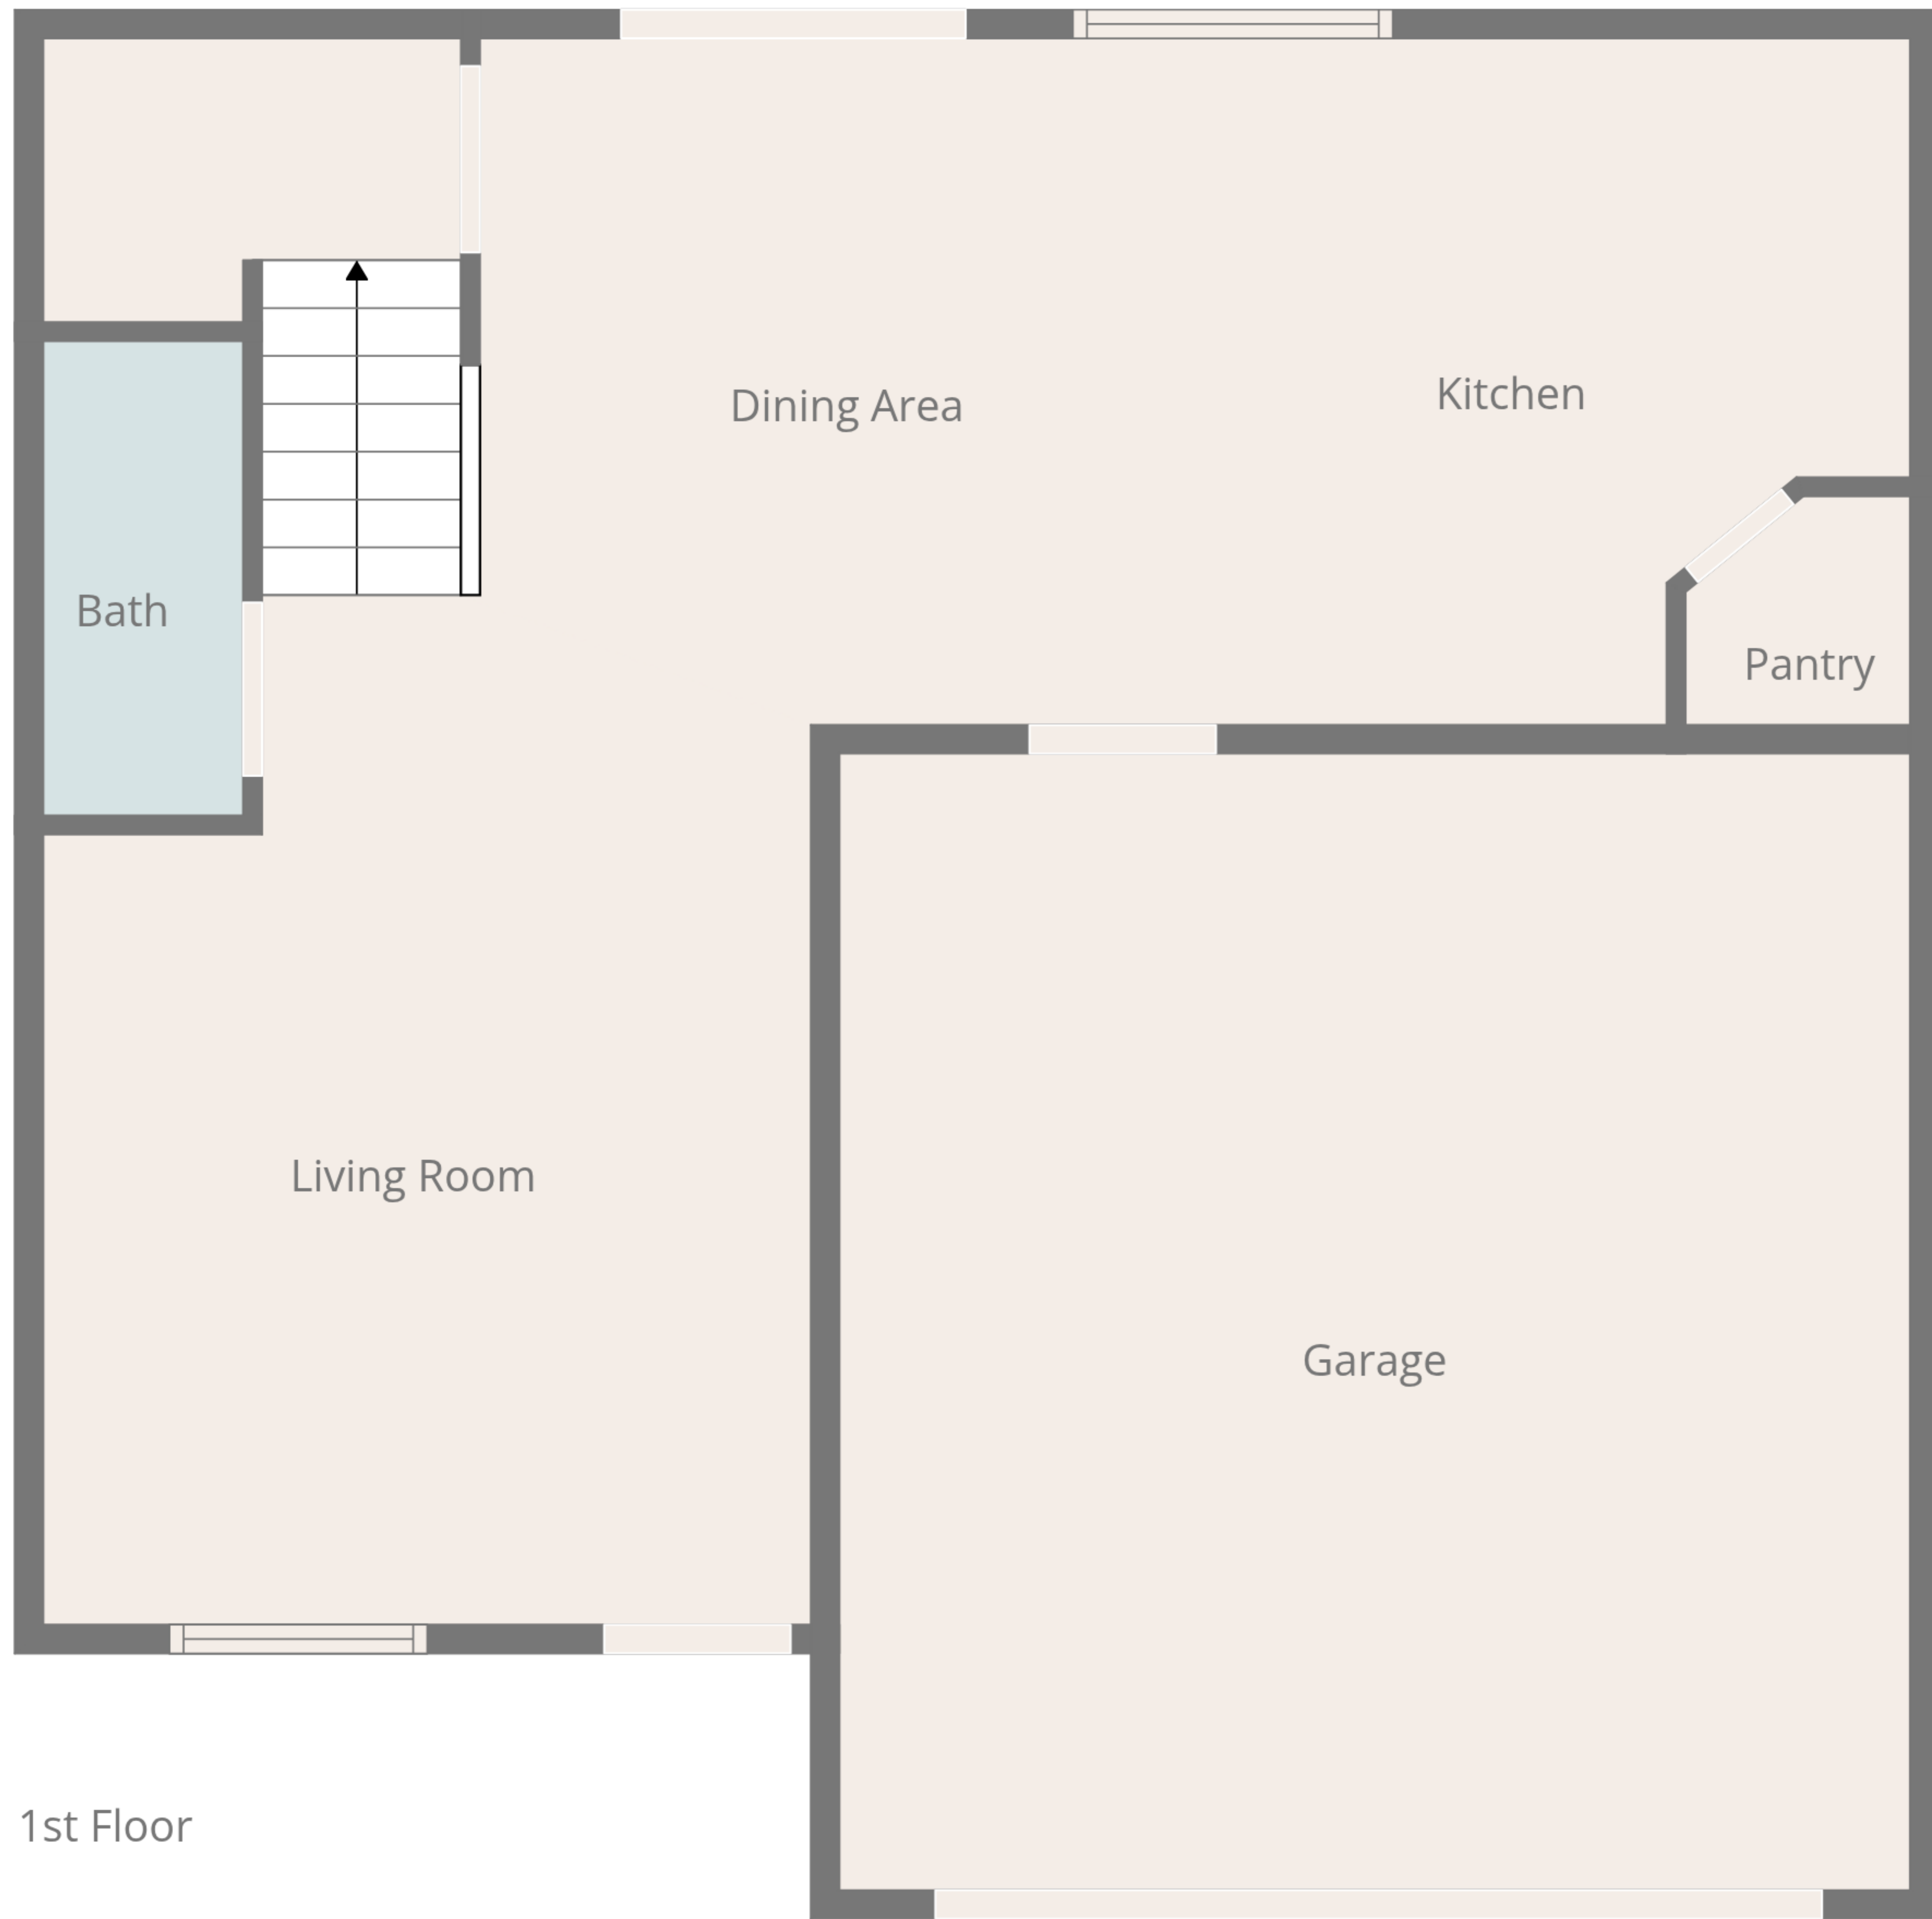 Dining Area
Kitchen
Bath
Pantry
Living Room
Garage
1st Floor